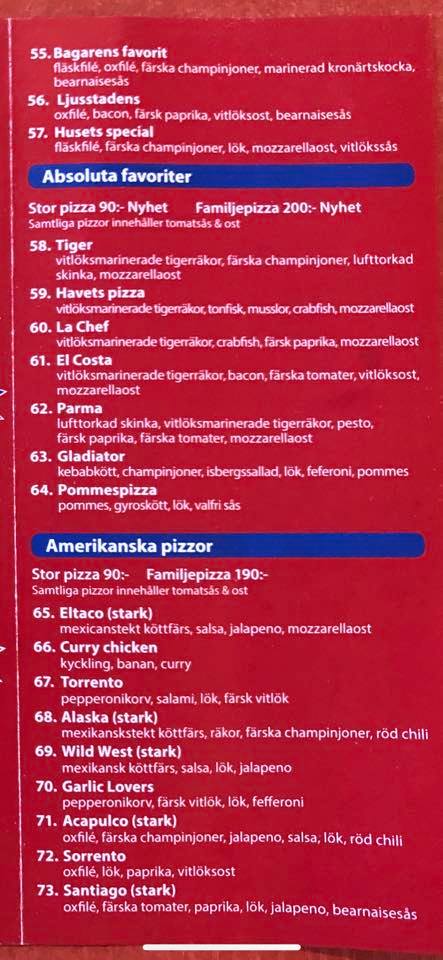 55. Bagarens favorit
fläskfilé, oxfilé, färska champinjoner, marinerad kronärtskocka,
bearnaisesås
56. Ljusstadens
oxfilé, bacon, färsk paprika, vitlöksost, bearnaisesås
57. Husets special
fläskfilé, färska champinjoner, lök, mozzarellaost, vitlökssås
Absoluta favoriter
Stor pizza 90:- Nyhet Familjepizza 200:- Nyhet
Samtliga pizzor innehåller tomatsås & ost
58. Tiger
vitlöksmarinerade tigerräkor, färska champinjoner, lufttorkad
skinka, mozzarellaost
59. Havets pizza
vitlöksmarinerade tigerräkor, tonfisk, musslor, crabfish, mozzarellaost
60. La Chef
vitlöksmarinerade tigerräkor, crabfish, färsk paprika, mozzarellaost
61. El Costa
vitlöksmarinerade tigerräkor, bacon, färska tomater, vitlöksost,
mozzarellaost
62. Parma
lufttorkad skinka, vitlöksmarinerade tigerräkor, pesto,
färsk paprika, färska tomater, mozzarellaost
63. Gladiator
kebabkött, champinjoner, isbergssallad, lök, feferoni, pommes
64. Pommespizza
pommes, gyroskött, lök, valfri sås
Amerikanska pizzor
Stor pizza 90:- Familjepizza 190:-
Samtliga pizzor innehåller tomatsås & ost
65. Eltaco (stark)
mexicanstekt köttfärs, salsa, jalapeno, mozzarellaost
66. Curry chicken
kyckling, banan, curry
67. Torrento
pepperonikorv, salami, lök, färsk vitlök
68. Alaska (stark)
mexikanskstekt köttfärs, räkor, färska champinjoner, röd chili
69. Wild West (stark)
mexikansk köttfärs, salsa, lök, jalapeno
70. Garlic Lovers
pepperonikorv, färsk vitlök, lök, fefferoni
71. Acapulco (stark)
oxfilé, färska champinjoner, jalapeno, salsa, lök, röd chili
72. Sorrento
oxfilé, lök, paprika, vitlöksost
73. Santiago (stark)
oxfilé, färska tomater, paprika, lök, jalapeno, bearnaisesås